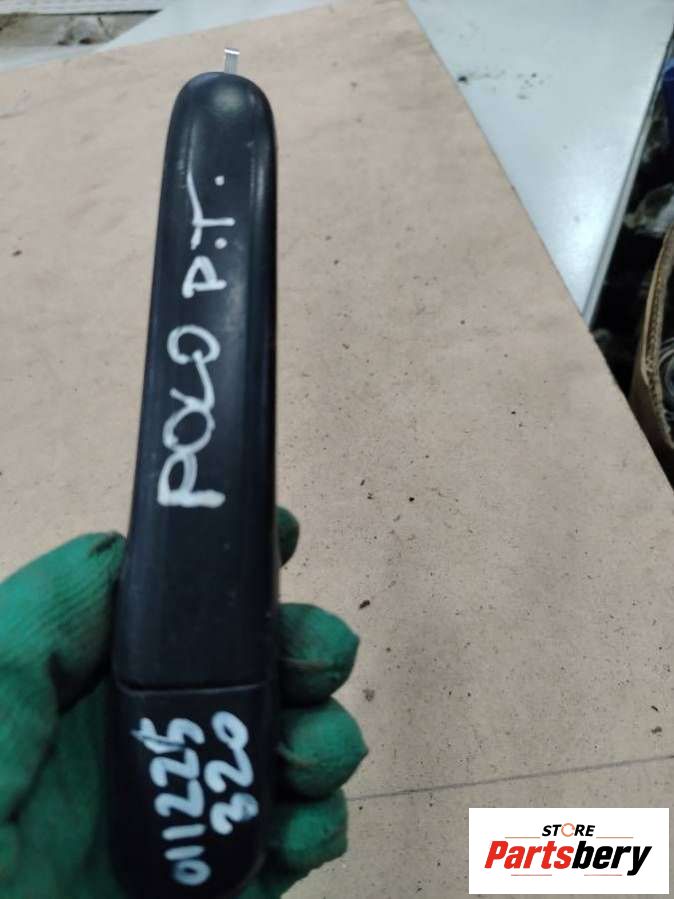 POLO P.T.
011225
320
STORE
Partsbery